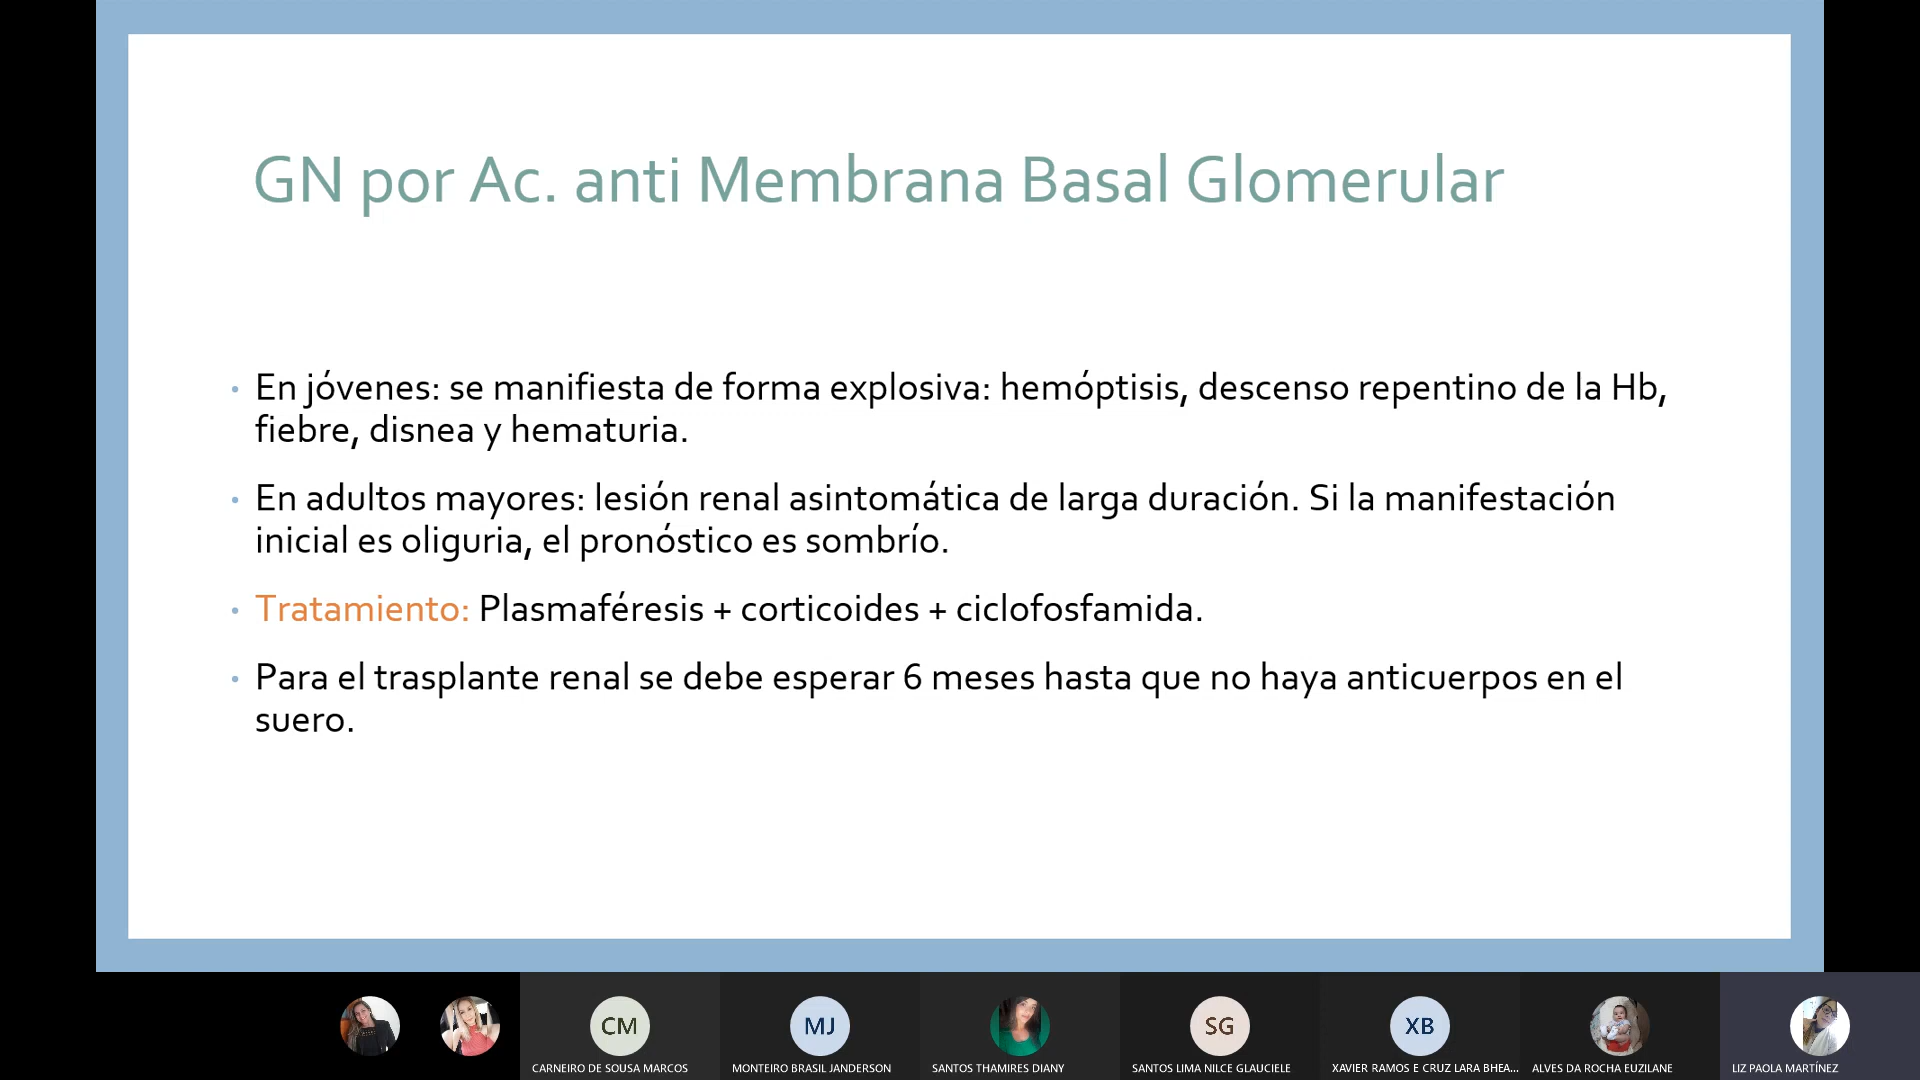 GN por Ac. anti Membrana Basal Glomerular
• En jóvenes: se manifiesta de forma explosiva: hemóptisis, descenso repentino de la Hb,
fiebre, disnea y hematuria.
• En adultos mayores: lesión renal asintomática de larga duración. Si la manifestación
inicial es oliguria, el pronóstico es sombrío.
• Tratamiento: Plasmaféresis + corticoides + ciclofosfamida.
• Para el trasplante renal se debe esperar 6 meses hasta que no haya anticuerpos en el
suero.
CM
MJ
SG
XB
CARNEIRO DE SOUSA MARCOS
MONTEIRO BRASIL JANDERSON
SANTOS THAMIRES DIANY
SANTOS LIMA NILCE GLAUCIELE
XAVIER RAMOS E CRUZ LARA BHEA...
ALVES DA ROCHA EUZILANE
LIZ PAOLA MARTÍNEZ